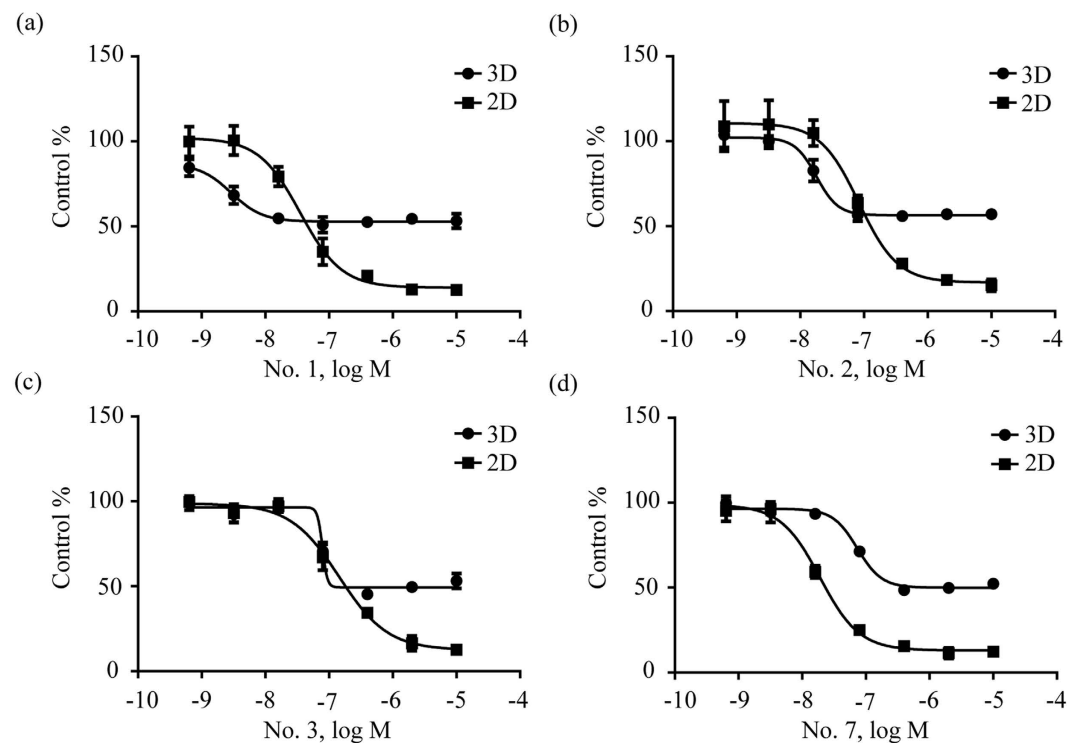 (a)
150
100
50
0
Control %
3D
2D
-10 -9 -8 -7 -6 -5 -4
No. 1, log M
(b)
150
100
50
0
Control %
3D
2D
-10 -9 -8 -7 -6 -5 -4
No. 2, log M
(c)
150
100
50
0
Control %
3D
2D
-10 -9 -8 -7 -6 -5 -4
No. 3, log M
(d)
150
100
50
0
Control %
3D
2D
-10 -9 -8 -7 -6 -5 -4
No. 7, log M